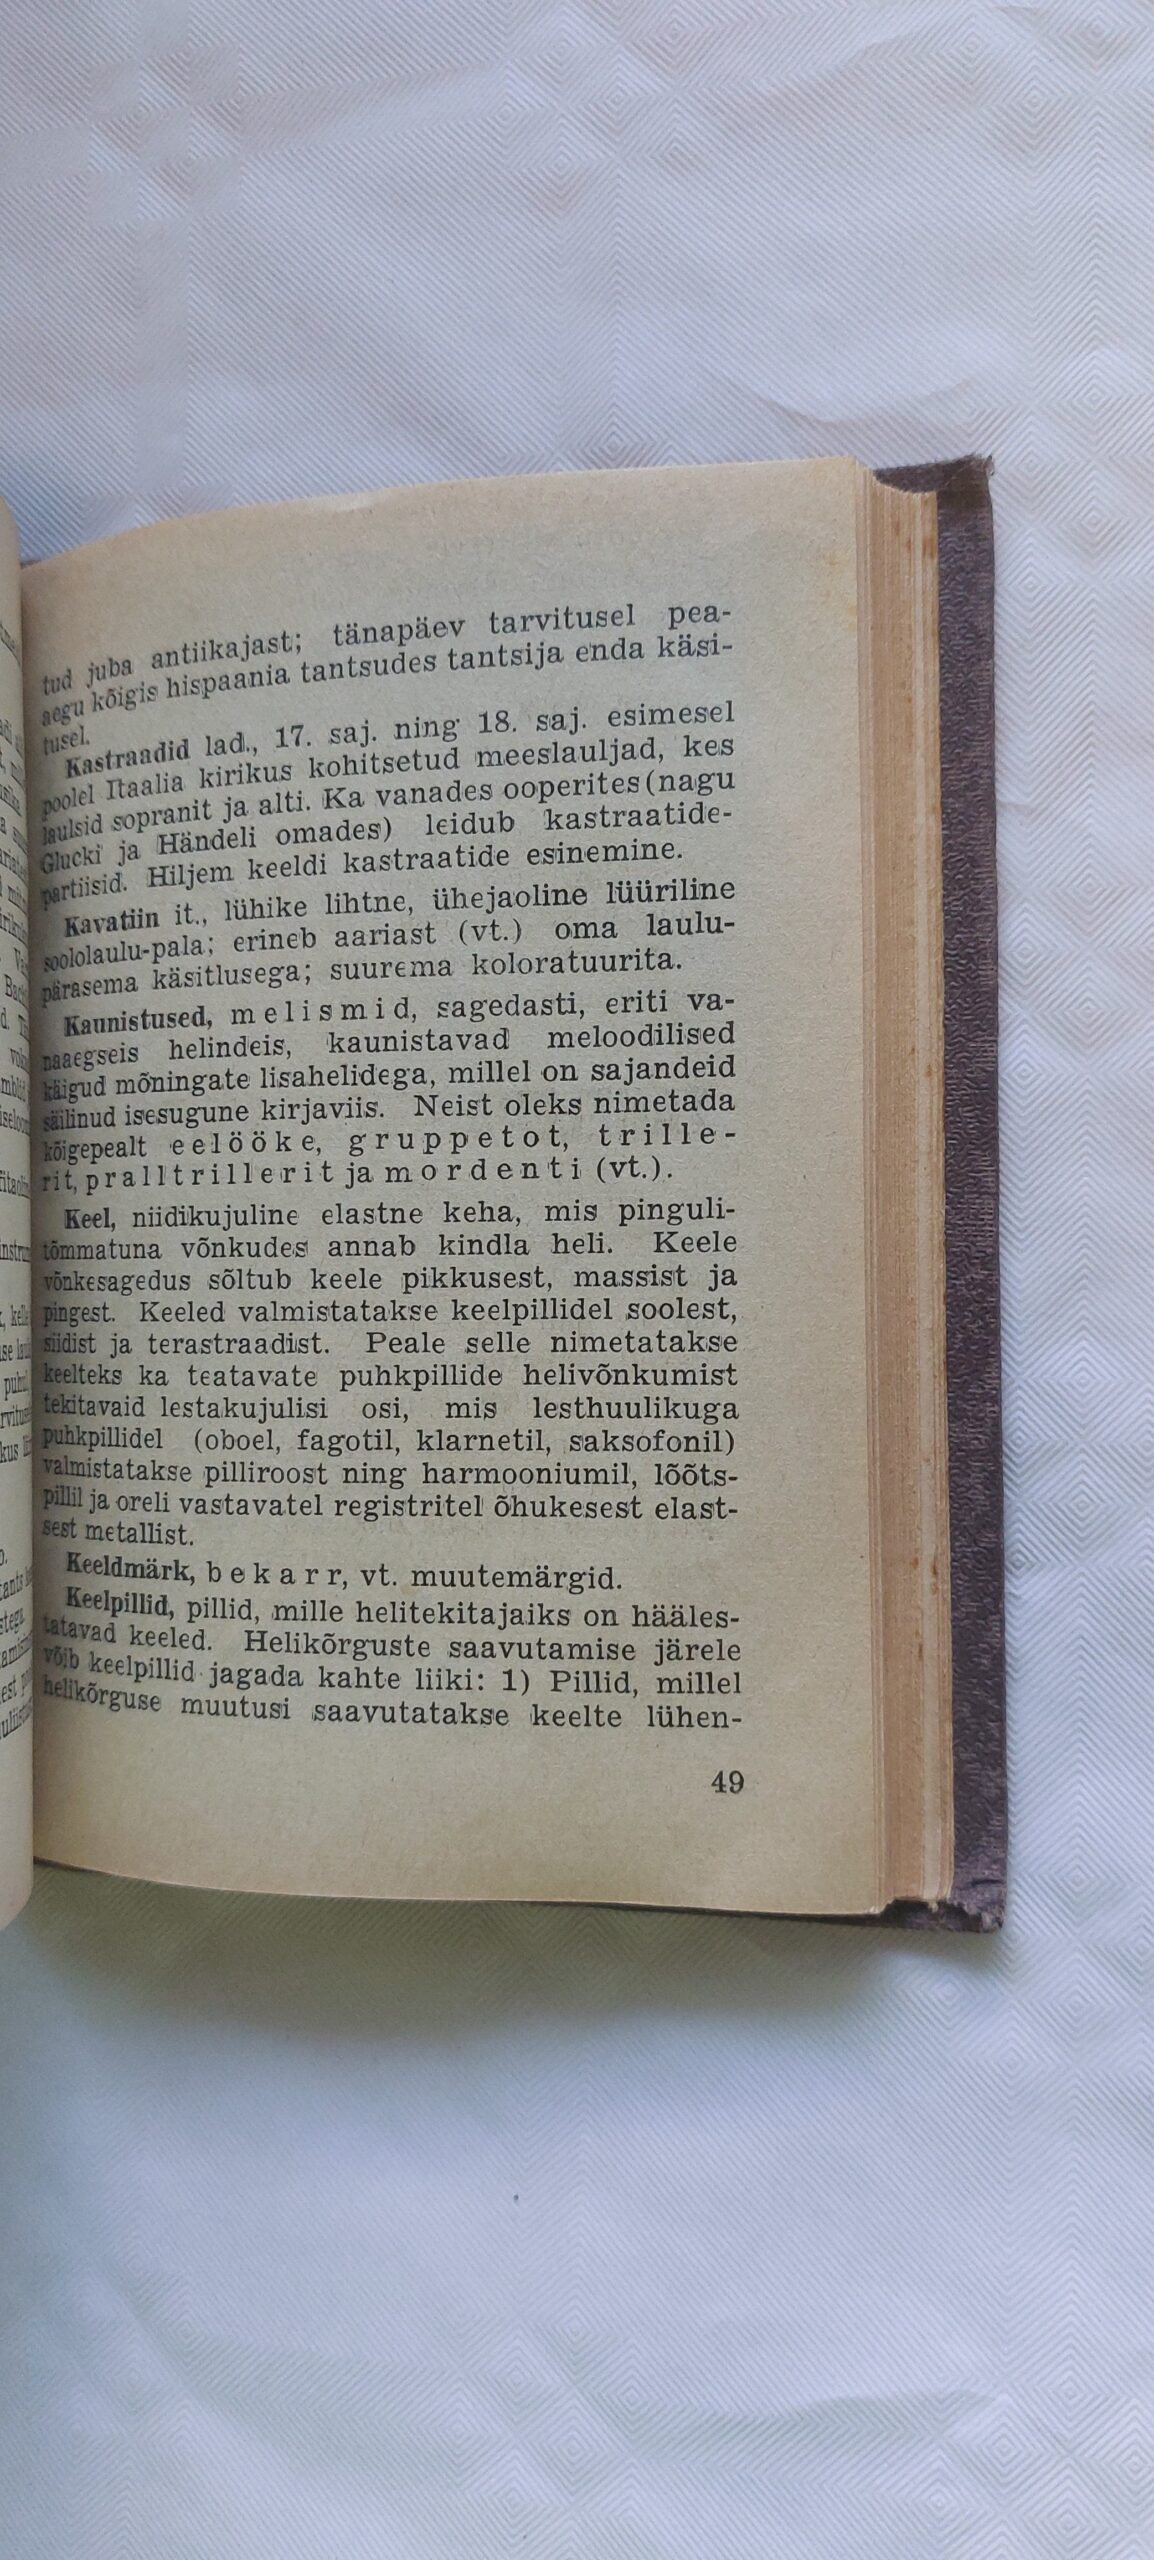 tud juba antiikajast; tänapäev tarvitusel pea-
aegu kõigis hispaania tantsudes tantsija enda käsi-
tusel.
Kastraadid lad., 17. saj. ning 18. saj. esimesel
poolel Itaalia kirikus kohitsetud meeslauljad, kes
laulsid sopranit ja alti. Ka vanades ooperites (nagu
Glucki ja Händeli omades) leidub kastraatide-
partiisid. Hiljem keeldi kastraatide esinemine.
Kavatiin it., lühike lihtne, ühejaoline lüüriline
soololaulu-pala; erineb aariast (vt.) oma laulu-
pärasema käsitlusega; suurema koloratuurita.
Kaunistused, melismid, sagedasti, eriti va-
naaegseis helindeis, kaunistavad meloodilised
käigud mõningate lisahelidega, millel on sajandeid
säilinud isesugune kirjaviis. Neist oleks nimetada
kõigepealt eelööke, gruppetot, trille-
rit, pralltrillerit ja mordenti (vt.).
Keel, niidikujuline elastne keha, mis pinguli-
tõmmatuna võnkudes annab kindla heli. Keele
võnkesagedus sõltub keele pikkusest, massist ja
pingest. Keeled valmistatakse keelpillidel soolest,
siidist ja terastraadist. Peale selle nimetatakse
keelteks ka teatavate puhkpillide helivõnkumist
tekitavaid lestakujulisi osi, mis lesthuulikuga
puhkpillidel (oboel, fagotil, klarnetil, saksofonil)
valmistatakse pilliroost ning harmooniumil, lõõts-
pillil ja oreli vastavatel registritel õhukesest elast-
sest metallist.
Keeldmärk, bekarr, vt. muutemärgid.
Keelpillid, pillid, mille helitekitajaiks on hääles-
tatavad keeled. Helikõrguste saavutamise järele
võib keelpillid jagada kahte liiki: 1) Pillid, millel
helikõrguse muutusi saavutatakse keelte lühen-
49